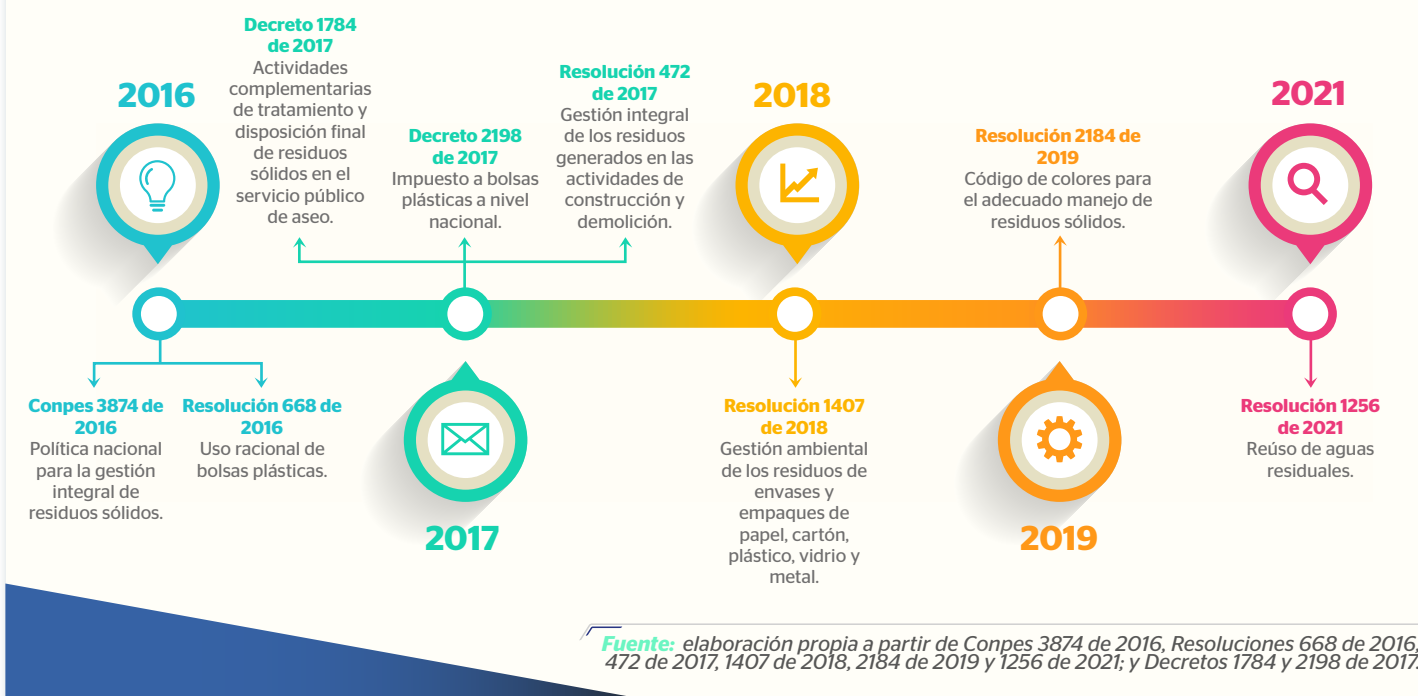 2016
Conpes 3874 de
2016
Política nacional
para la gestión
integral de
residuos sólidos.
Resolución 668 de
2016
Uso racional de
bolsas plásticas.
Decreto 1784
de 2017
Actividades
complementarias
de tratamiento y
disposición final
de residuos
sólidos en el
servicio público
de aseo.
Decreto 2198
de 2017
Impuesto a bolsas
plásticas a nivel
nacional.
Resolución 472
de 2017
Gestión integral
de los residuos
generados en las
actividades de
construcción y
demolición.
2017
2018
Resolución 1407
de 2018
Gestión ambiental
de los residuos de
envases y
empaques de
papel, cartón,
plástico, vidrio y
metal.
Resolución 2184 de
2019
Código de colores para
el adecuado manejo de
residuos sólidos.
2019
2021
Resolución 1256
de 2021
Reúso de aguas
residuales.
Fuente: elaboración propia a partir de Conpes 3874 de 2016, Resoluciones 668 de 2016,
472 de 2017, 1407 de 2018, 2184 de 2019 y 1256 de 2021; y Decretos 1784 y 2198 de 2017.